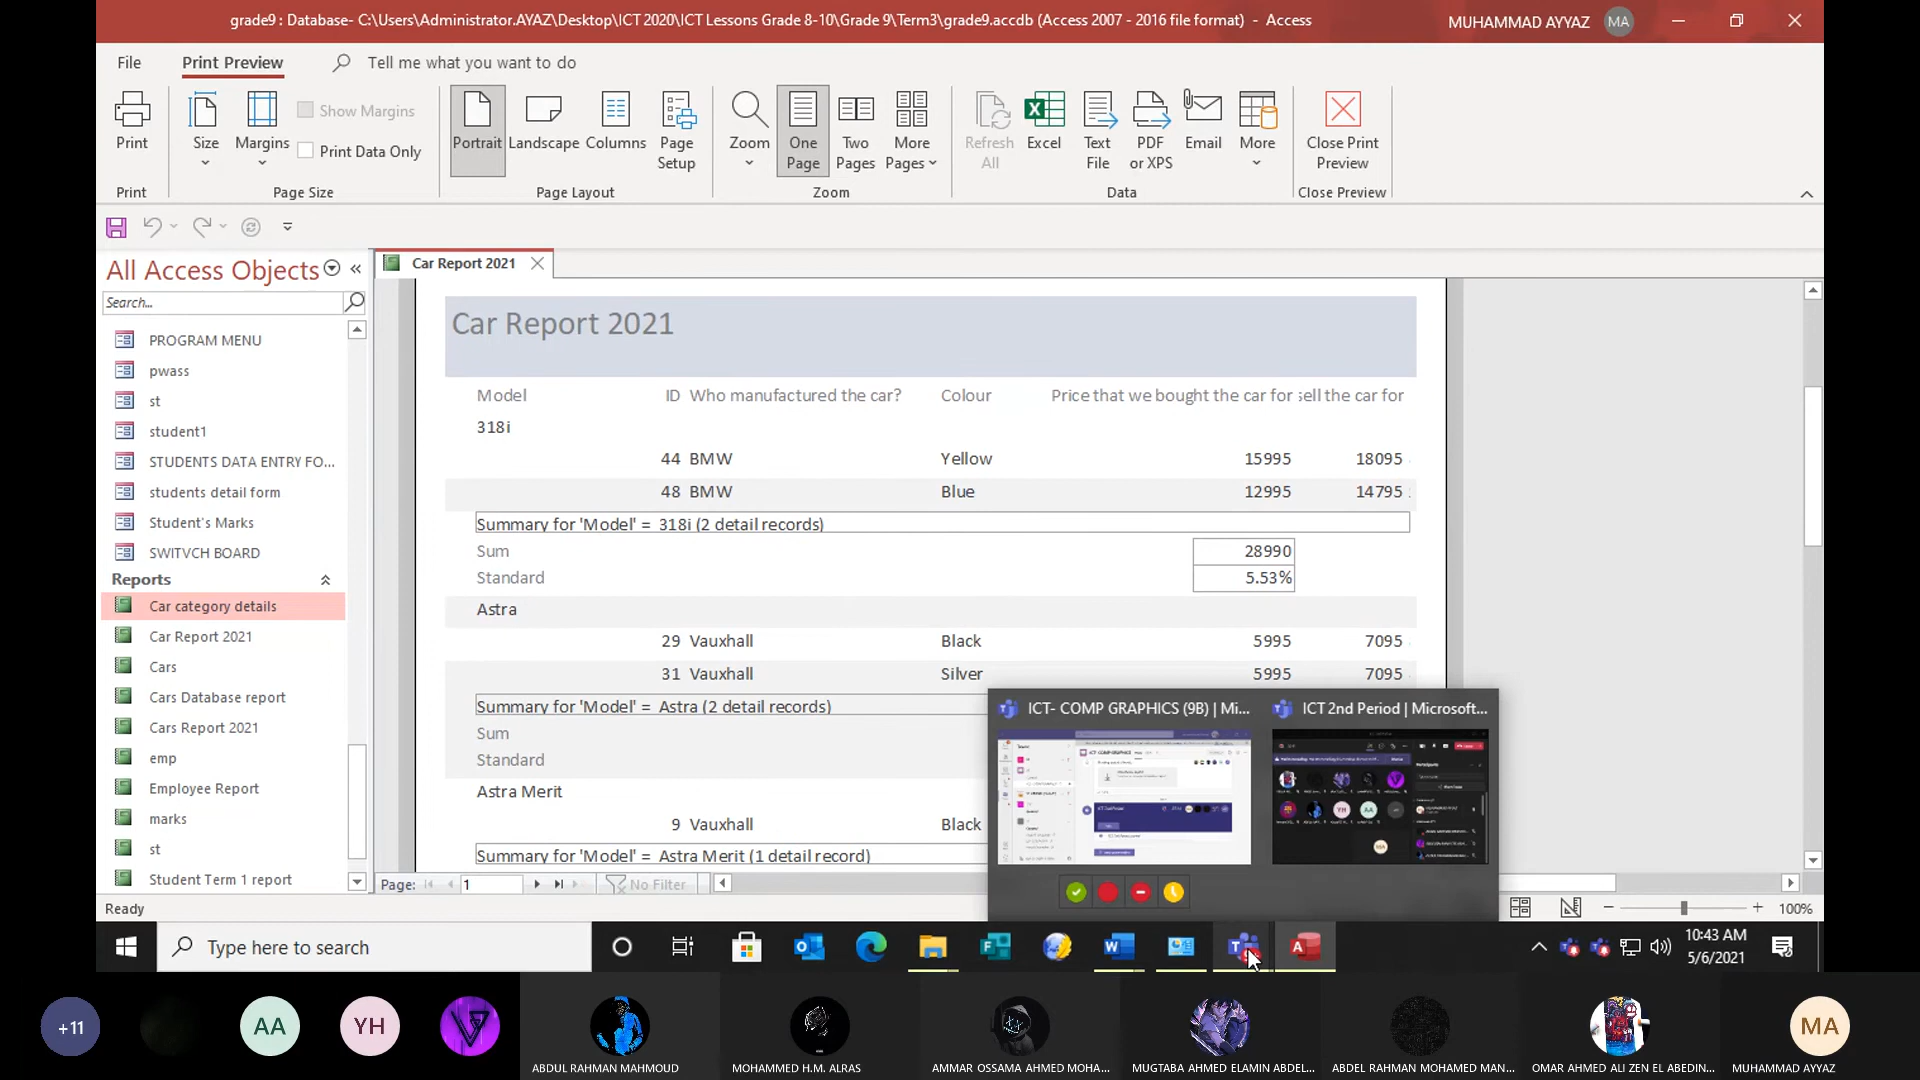 grade9 : Database- C:\Users\Administrator.AYAZ\Desktop\ICT 2020\ICT Lessons Grade 8-10\Grade 9\Term3\grade9.accdb (Access 2007 - 2016 file format) - Access
MUHAMMAD AYYAZ MA
File Print Preview Tell me what you want to do
Print
Size
Margins
Show Margins
Print Data Only
Portrait
Landscape
Columns
Page Setup
Zoom
One Page
Two Pages
More Pages
Refresh All
Excel
Text File
PDF or XPS
Email
More
Close Print Preview
Print Page Size Page Layout Zoom Data Close Preview
All Access Objects
Search...
PROGRAM MENU
pwass
st
student1
STUDENTS DATA ENTRY FO...
students detail form
Student's Marks
SWITVCH BOARD
Reports
Car category details
Car Report 2021
Cars
Cars Database report
Cars Report 2021
emp
Employee Report
marks
st
Student Term 1 report
Car Report 2021
Car Report 2021
Model ID Who manufactured the car? Colour Price that we bought the car for sell the car for
318i
44 BMW Yellow 15995 18095
48 BMW Blue 12995 14795
Summary for 'Model' = 318i (2 detail records)
Sum 28990
Standard 5.53%
Astra
29 Vauxhall Black 5995 7095
31 Vauxhall Silver 5995 7095
Summary for 'Model' = Astra (2 detail records)
Sum
Standard
Astra Merit
9 Vauxhall Black
Summary for 'Model' = Astra Merit (1 detail record)
ICT- COMP GRAPHICS (9B) | Mi...
ICT 2nd Period | Microsoft...
YH AA
MA
Page: 1 No Filter
Ready
100%
Type here to search
10:43 AM
5/6/2021
+11 AA YH MA
ABDUL RAHMAN MAHMOUD
MOHAMMED H.M. ALRAS
AMMAR OSSAMA AHMED MOHA...
MUGTABA AHMED ELAMIN ABDEL...
ABDEL RAHMAN MOHAMED MAN...
OMAR AHMED ALI ZEN EL ABEDIN...
MUHAMMAD AYYAZ